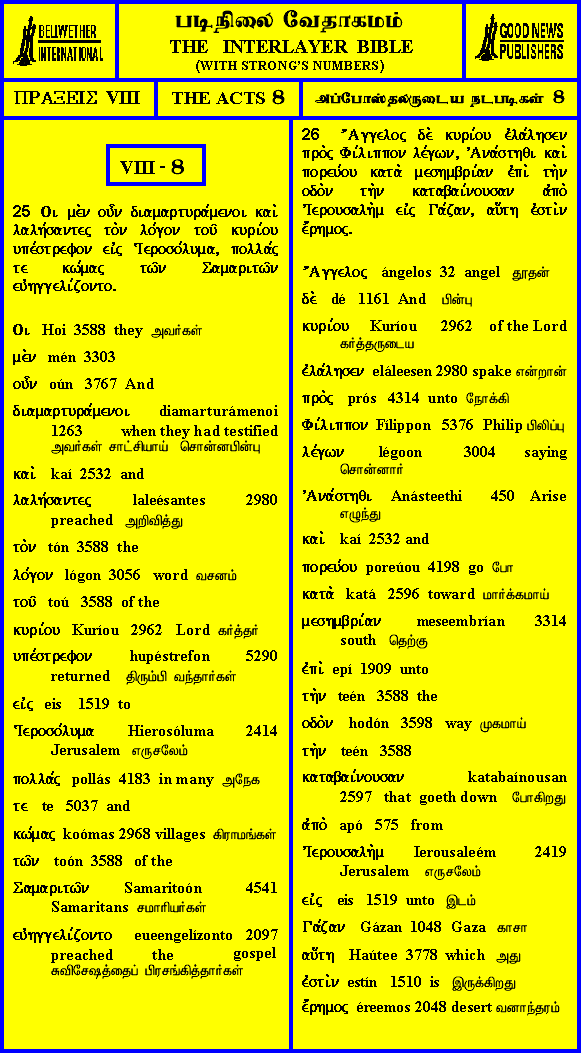 BELLWETHER
INTERNATIONAL
படிநிலை வேதாகமம்
THE INTERLAYER BIBLE
(WITH STRONG'S NUMBERS)
GOOD NEWS
PUBLISHERS
ΠΡΑΞΕΙΣ VIII
THE ACTS 8
அப்போஸ்தலருடைய நடபடிகள் 8
VIII - 8
25 Οι μὲν οὖν διαμαρτυράμενοι καὶ
λαλήσαντες τὸν λόγον τοῦ κυρίου
υπέστρεφον εἰς Ἱεροσόλυμα, πολλάς
τε κώμας τῶν Σαμαριτῶν
εὐηγγελίζοντο.
Οι Hoi 3588 they அவர்கள்
μὲν mén 3303
οὖν oún 3767 And
διαμαρτυράμενοι diamarturámenoi
1263 when they had testified
அவர்கள் சாட்சியாய் சொன்னபின்பு
καὶ kaí 2532 and
λαλήσαντες laleésantes 2980
preached அறிவித்து
τὸν tón 3588 the
λόγον lógon 3056 word வசனம்
τοῦ toú 3588 of the
κυρίου Kuríou 2962 Lord கர்த்தர்
υπέστρεφον hupéstrefon 5290
returned திரும்பி வந்தார்கள்
εἰς eis 1519 to
Ἱεροσόλυμα Hierosóluma 2414
Jerusalem எருசலேம்
πολλάς pollás 4183 in many அநேக
τε te 5037 and
κώμας koómas 2968 villages கிராமங்கள்
τῶν toón 3588 of the
Σαμαριτῶν Samaritoón 4541
Samaritans சமாரியர்கள்
εὐηγγελίζοντο eueengelízonto 2097
preached the gospel
சுவிசேஷத்தைப் பிரசங்கித்தார்கள்
26 Ἄγγελος δὲ κυρίου ἐλάλησεν
πρὸς Φίλιππον λέγων, Ἀνάστηθι καὶ
πορεύου κατὰ μεσημβρίαν ἐπὶ τὴν
οδὸν τὴν καταβαίνουσαν ἀπὸ
Ἰερουσαλὴμ εἰς Γάζαν, αὕτη ἐστὶν
ἔρημος.
Ἄγγελος ángelos 32 angel தூதன்
δὲ dé 1161 And பின்பு
κυρίου Kuríou 2962 of the Lord
கர்த்தருடைய
ἐλάλησεν eláleesen 2980 spake என்றான்
πρὸς prós 4314 unto நோக்கி
Φίλιππον Fílippon 5376 Philip பிலிப்பு
λέγων légoon 3004 saying
சொன்னார்
Ἀνάστηθι Anásteethi 450 Arise
எழுந்து
καὶ kaí 2532 and
πορεύου poreúou 4198 go போ
κατὰ katá 2596 toward மார்க்கமாய்
μεσημβρίαν meseembrían 3314
south தெற்கு
ἐπὶ epí 1909 unto
τὴν teén 3588 the
οδὸν hodón 3598 way முகமாய்
τὴν teén 3588
καταβαίνουσαν katabaínousan
2597 that goeth down போகிறது
ἀπὸ apó 575 from
Ἰερουσαλὴμ Ierousaleém 2419
Jerusalem எருசலேம்
εἰς eis 1519 unto இடம்
Γάζαν Gázan 1048 Gaza காசா
αὕτη Haútee 3778 which அது
ἐστὶν estín 1510 is இருக்கிறது
ἔρημος éreemos 2048 desert வனாந்தரம்